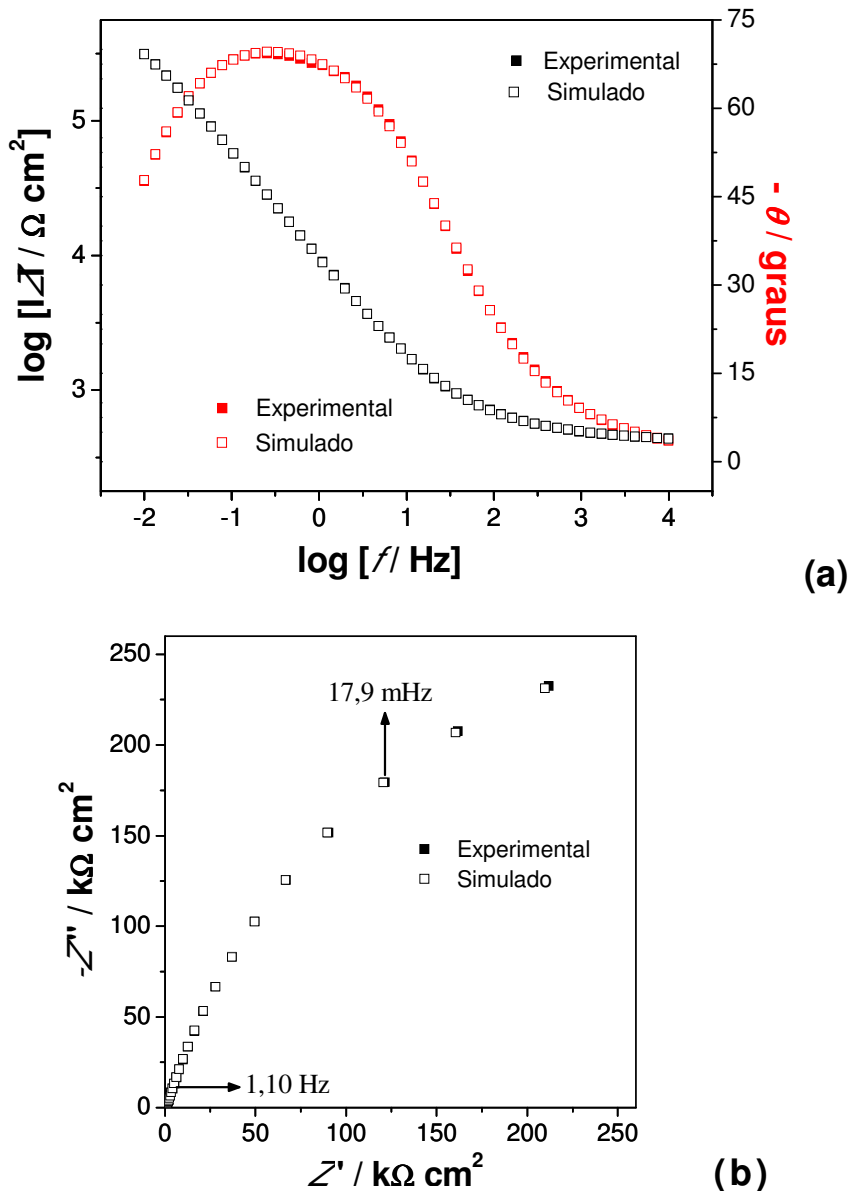 75
60
45
30
15
0
5
4
3
-2
-1
0
1
2
3
4
log [IZI / Ω cm²]
- θ / graus
Experimental
Simulado
Experimental
Simulado
log [f / Hz]
(a)
250
200
150
100
50
0
0
50
100
150
200
250
-Z'' / kΩ cm²
17,9 mHz
Experimental
Simulado
1,10 Hz
Z' / kΩ cm²
(b)